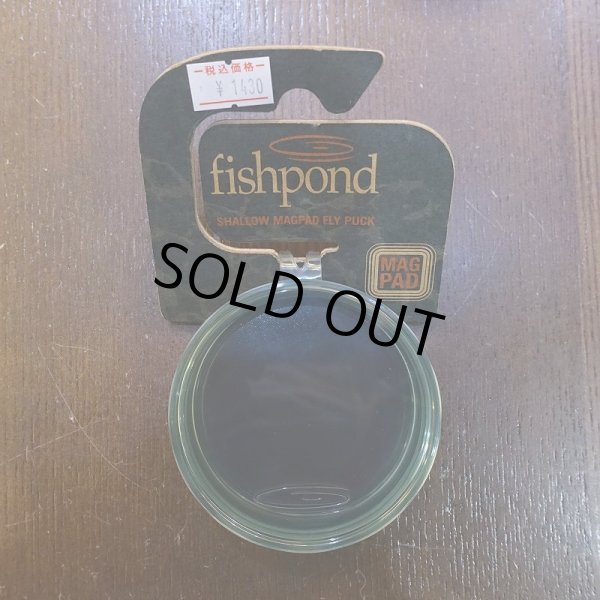 ー税込価格ー
¥ 1430
fishpond
SHALLOW MAGPAD FLY PUCK
MAG
PAD
SOLD OUT